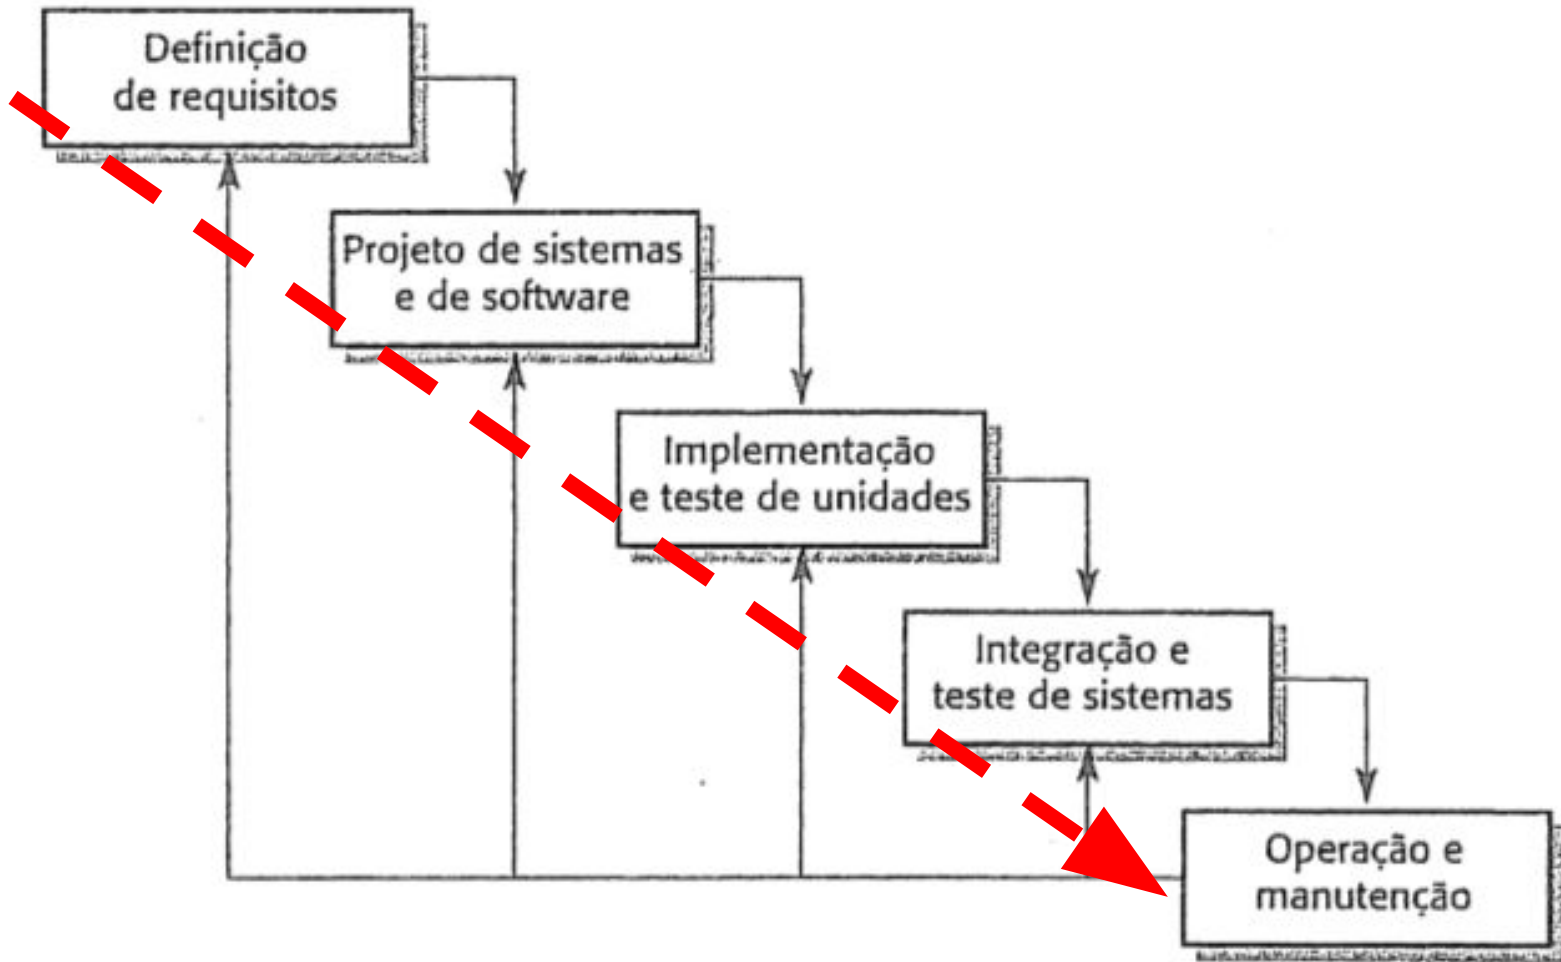 Definição
de requisitos
Projeto de sistemas
e de software
Implementação
e teste de unidades
Integração e
teste de sistemas
Operação e
manutenção